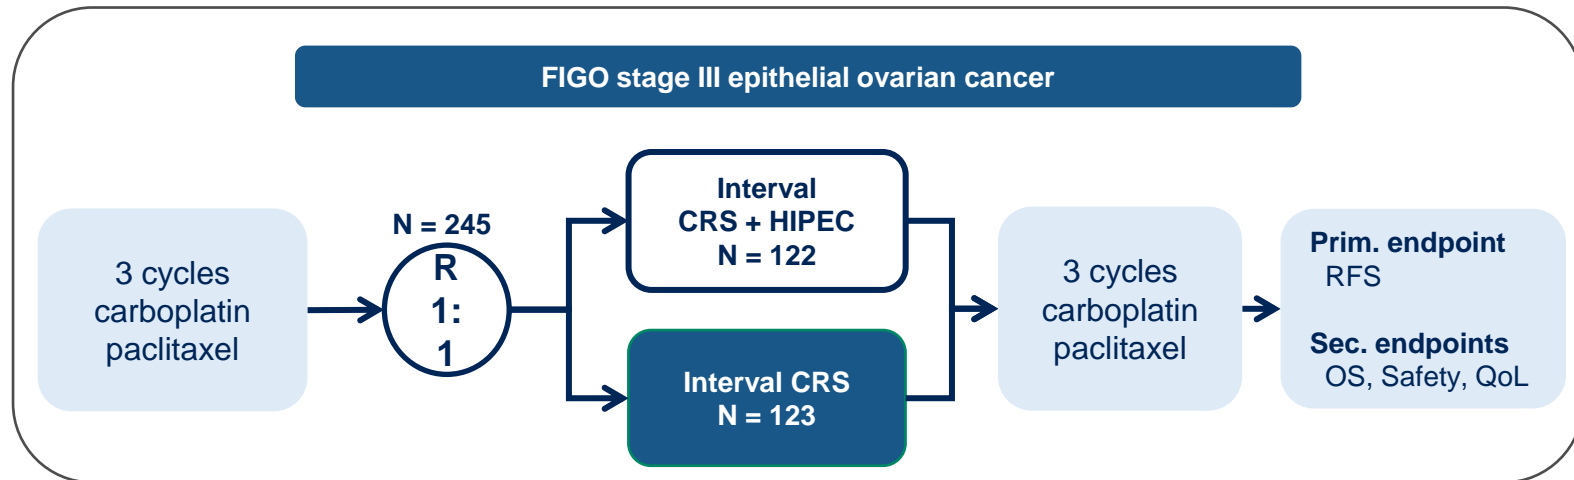 FIGO stage III epithelial ovarian cancer
3 cycles
carboplatin
paclitaxel
N = 245
R
1:
1
Interval
CRS + HIPEC
N = 122
Interval CRS
N = 123
3 cycles
carboplatin
paclitaxel
Prim. endpoint
RFS
Sec. endpoints
OS, Safety, QoL